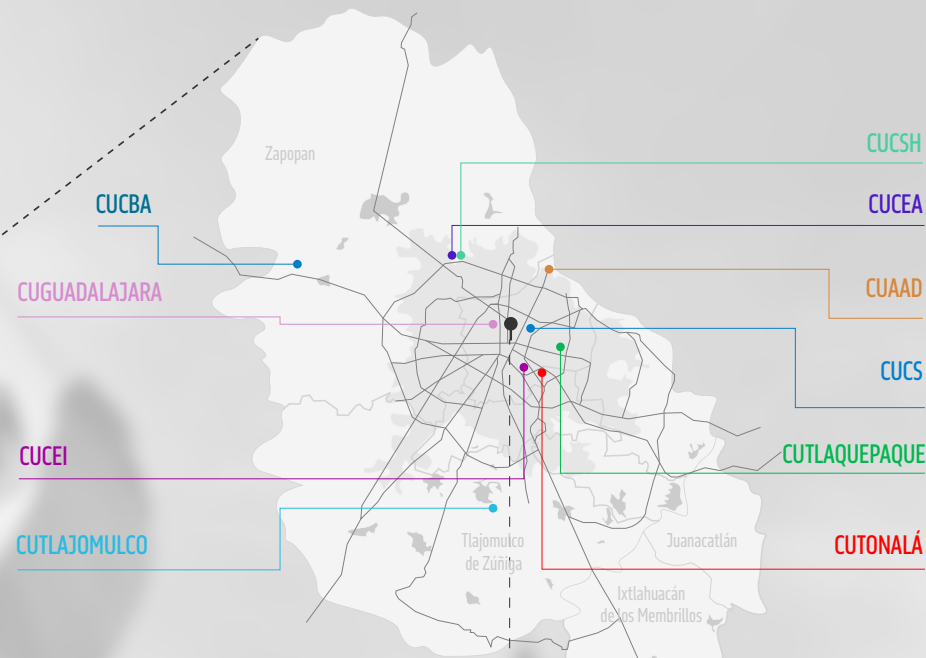 CUCSH
Zapopan
CUCBA
CUCEA
CUGUADALAJARA
CUAAD
CUCS
CUCEI
CUTLAQUEPAQUE
CUTLAJOMULCO
Tlajomulco
de Zúñiga
Juanacatlán
CUTONALÁ
Ixtlahuacán
de los Membrillos